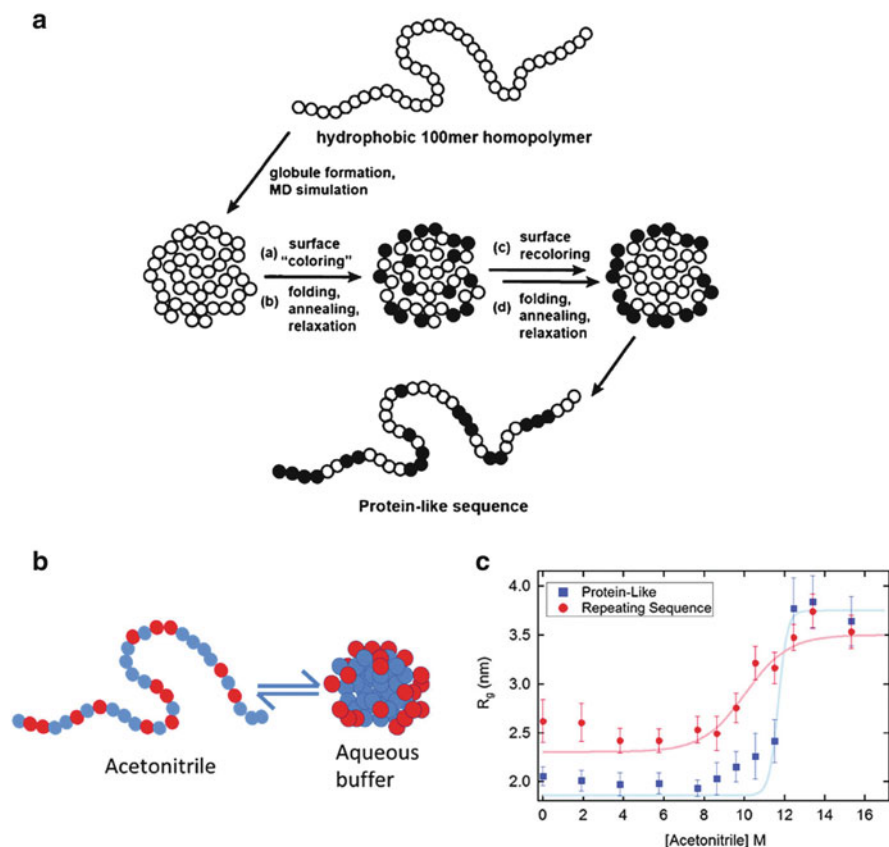 a
hydrophobic 100mer homopolymer
globule formation,
MD simulation
(a) surface
"coloring"
(b) folding,
annealing,
relaxation
(c) surface
recoloring
(d) folding,
annealing,
relaxation
Protein-like sequence
b
Acetonitrile
Aqueous
buffer
c
Protein-Like
Repeating Sequence
4.0
3.5
3.0
2.5
2.0
Rg (nm)
0 2 4 6 8 10 12 14 16
[Acetonitrile] M